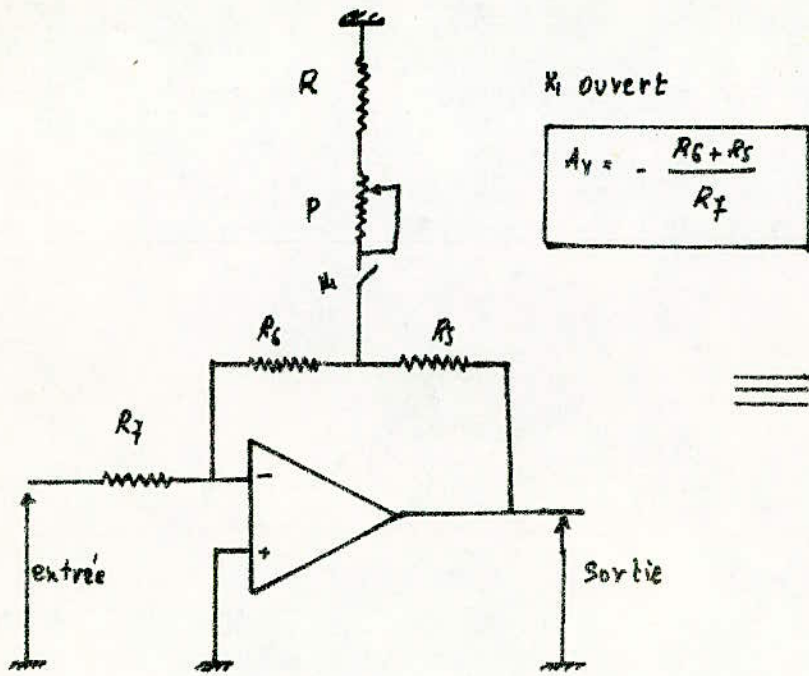 R
K1 ouvert
Av = - R6 + R5
R7
P
K1
R6
R5
R7
-
+
entrée
Sortie